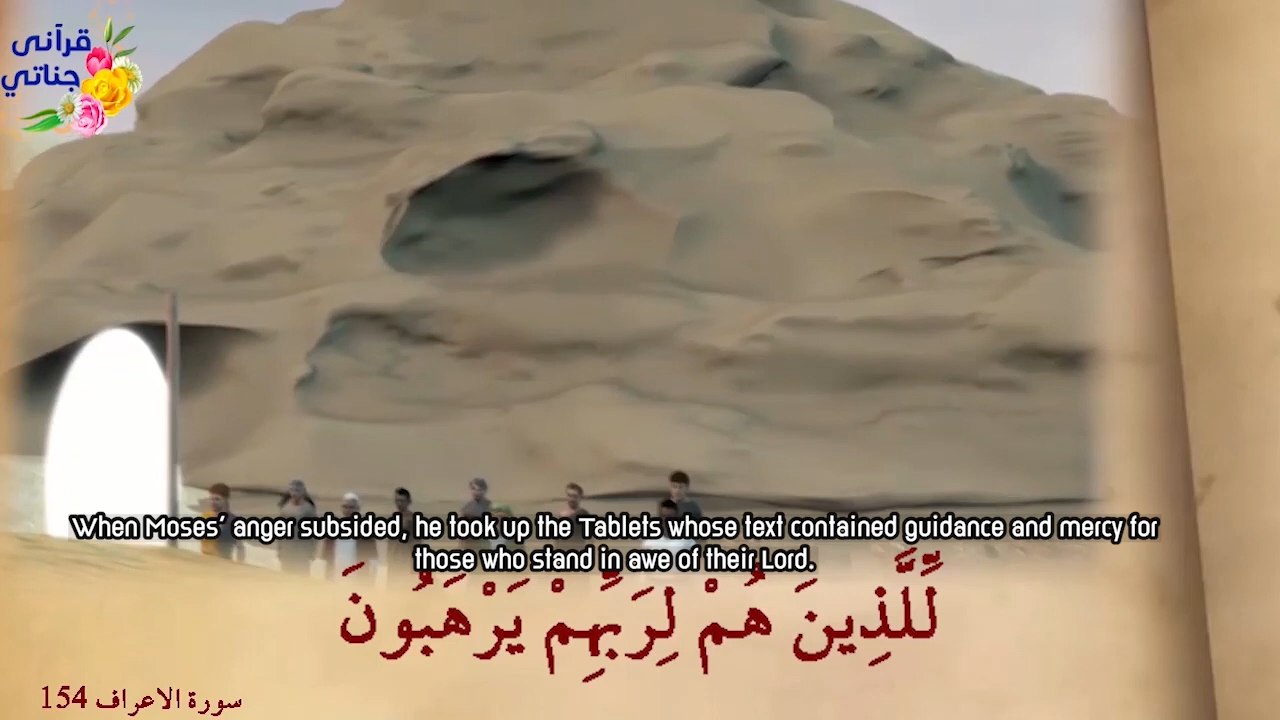 قرآنى
جناتي
When Moses' anger subsided, he took up the Tablets whose text contained guidance and mercy for
those who stand in awe of their Lord.
لِّلَّذِينَ هُمْ لِرَبِّهِمْ يَرْهَبُونَ
سورة الاعراف 154